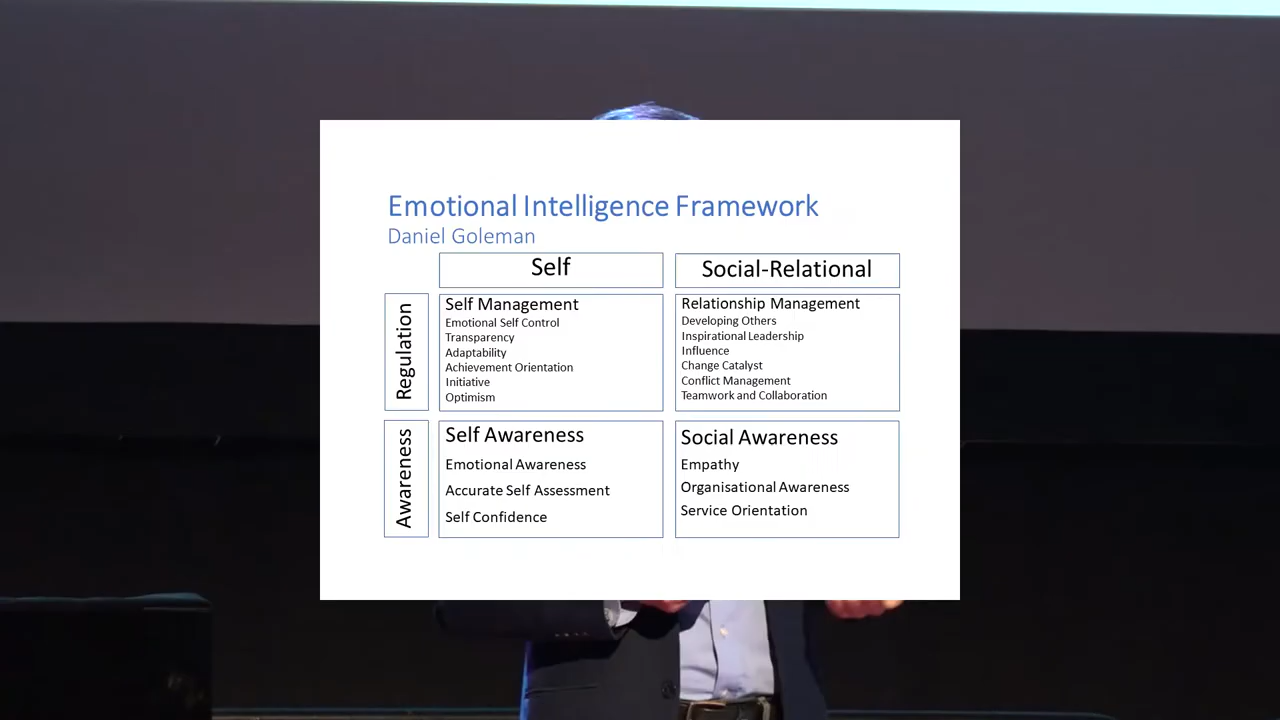 Emotional Intelligence Framework
Daniel Goleman
Self
Social-Relational
Regulation
Self Management
Emotional Self Control
Transparency
Adaptability
Achievement Orientation
Initiative
Optimism
Relationship Management
Developing Others
Inspirational Leadership
Influence
Change Catalyst
Conflict Management
Teamwork and Collaboration
Awareness
Self Awareness
Emotional Awareness
Accurate Self Assessment
Self Confidence
Social Awareness
Empathy
Organisational Awareness
Service Orientation